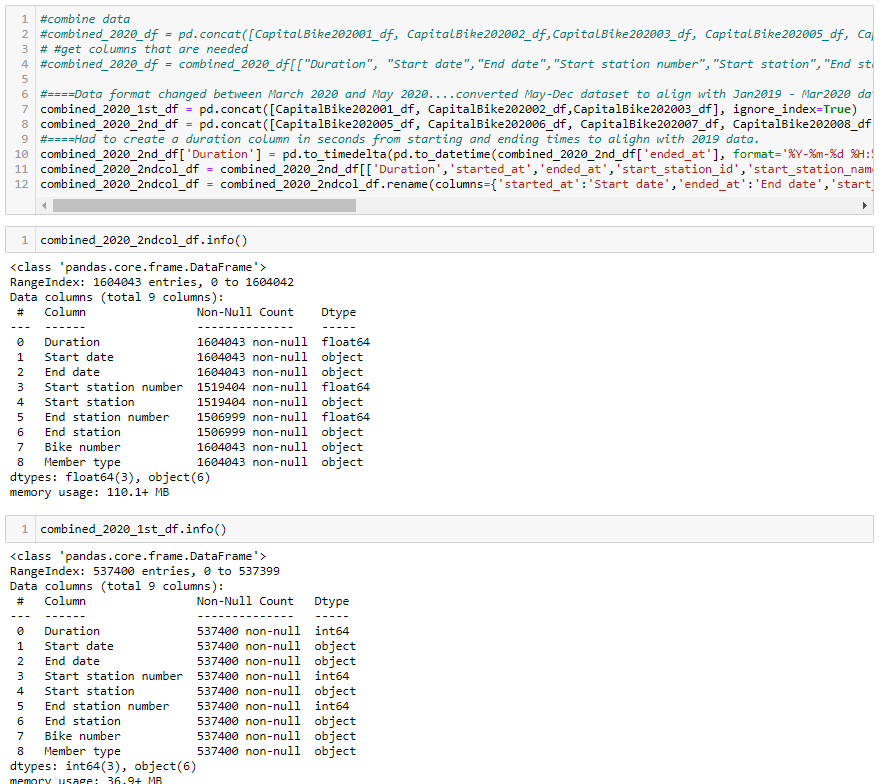 1 #combine data
2 #combined_2020_df = pd.concat([CapitalBike202001_df, CapitalBike202002_df,CapitalBike202003_df, CapitalBike202005_df, Ca
3 # #get columns that are needed
4 #combined_2020_df = combined_2020_df[["Duration", "Start date","End date","Start station number","Start station","End st
5
6 #====Data format changed between March 2020 and May 2020....converted May-Dec dataset to align with Jan2019 - Mar2020 da
7 combined_2020_1st_df = pd.concat([CapitalBike202001_df, CapitalBike202002_df,CapitalBike202003_df], ignore_index=True)
8 combined_2020_2nd_df = pd.concat([CapitalBike202005_df, CapitalBike202006_df, CapitalBike202007_df, CapitalBike202008_df
9 #====Had to create a duration column in seconds from starting and ending times to alighn with 2019 data.
10 combined_2020_2nd_df['Duration'] = pd.to_timedelta(pd.to_datetime(combined_2020_2nd_df['ended_at'], format='%Y-%m-%d %H:
11 combined_2020_2ndcol_df = combined_2020_2nd_df[['Duration','started_at','ended_at','start_station_id','start_station_nam
12 combined_2020_2ndcol_df = combined_2020_2ndcol_df.rename(columns={'started_at':'Start date','ended_at':'End date','start_
1 combined_2020_2ndcol_df.info()
<class 'pandas.core.frame.DataFrame'>
RangeIndex: 1604043 entries, 0 to 1604042
Data columns (total 9 columns):
# Column Non-Null Count Dtype
--- ------ -------------- -----
0 Duration 1604043 non-null float64
1 Start date 1604043 non-null object
2 End date 1604043 non-null object
3 Start station number 1519404 non-null float64
4 Start station 1519404 non-null object
5 End station number 1506999 non-null float64
6 End station 1506999 non-null object
7 Bike number 1604043 non-null object
8 Member type 1604043 non-null object
dtypes: float64(3), object(6)
memory usage: 110.1+ MB
1 combined_2020_1st_df.info()
<class 'pandas.core.frame.DataFrame'>
RangeIndex: 537400 entries, 0 to 537399
Data columns (total 9 columns):
# Column Non-Null Count Dtype
--- ------ -------------- -----
0 Duration 537400 non-null int64
1 Start date 537400 non-null object
2 End date 537400 non-null object
3 Start station number 537400 non-null int64
4 Start station 537400 non-null object
5 End station number 537400 non-null int64
6 End station 537400 non-null object
7 Bike number 537400 non-null object
8 Member type 537400 non-null object
dtypes: int64(3), object(6)
memory usage: 36.9+ MB